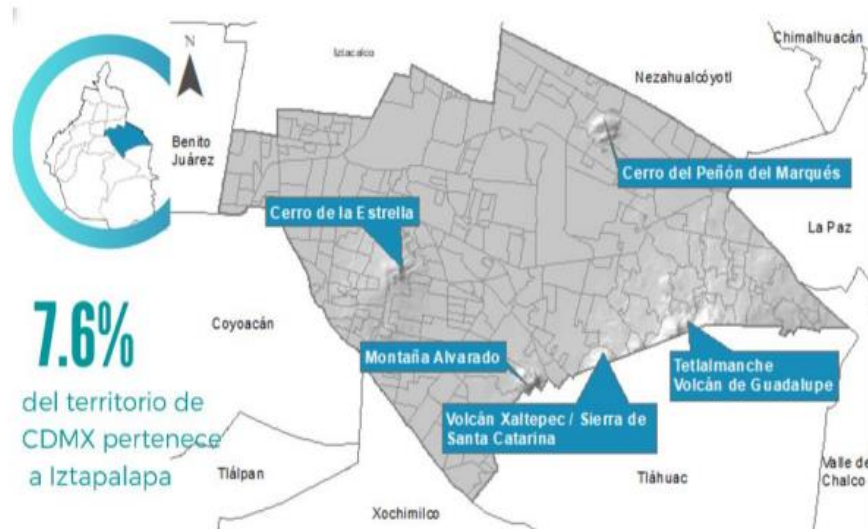 N
Iztacalco
Chimalhuacán
Nezahualcóyotl
Benito
Juárez
Cerro del Peñón del Marqués
Cerro de la Estrella
La Paz
Coyoacán
7.6%
del territorio de
CDMX pertenece
a Iztapalapa
Montaña Alvarado
Tetlalmanche
Volcán de Guadalupe
Volcán Xaltepec / Sierra de
Santa Catarina
Tlálpan
Tláhuac
Valle de
Chalco
Xochimilco